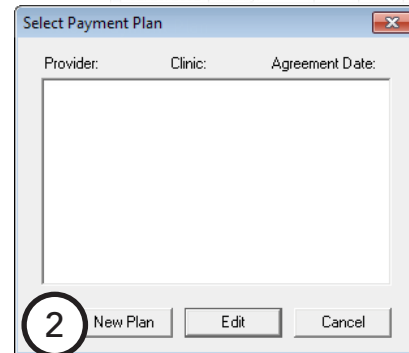 Select Payment Plan
Provider: Clinic: Agreement Date:
2 New Plan Edit Cancel